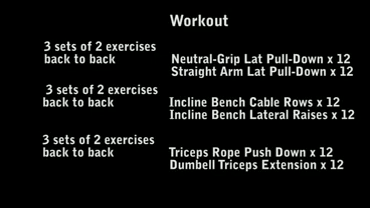 Workout
3 sets of 2 exercises
back to back
Neutral-Grip Lat Pull-Down x 12
Straight Arm Lat Pull-Down x 12
3 sets of 2 exercises
back to back
Incline Bench Cable Rows x 12
Incline Bench Lateral Raises x 12
3 sets of 2 exercises
back to back
Triceps Rope Push Down x 12
Dumbell Triceps Extension x 12